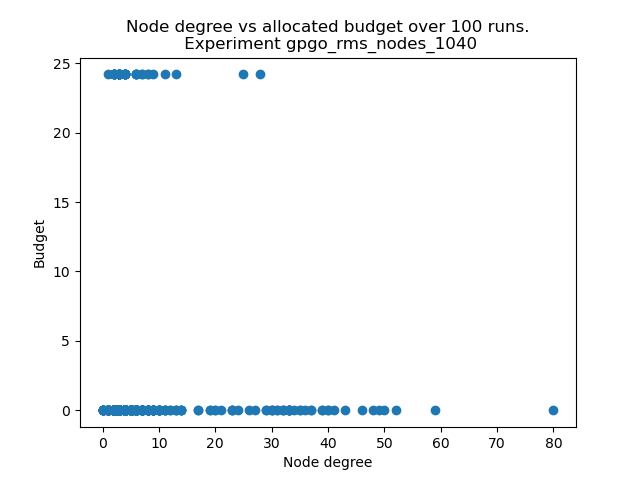 Node degree vs allocated budget over 100 runs.
Experiment gpgo_rms_nodes_1040
25
20
15
10
5
0
Budget
0 10 20 30 40 50 60 70 80
Node degree